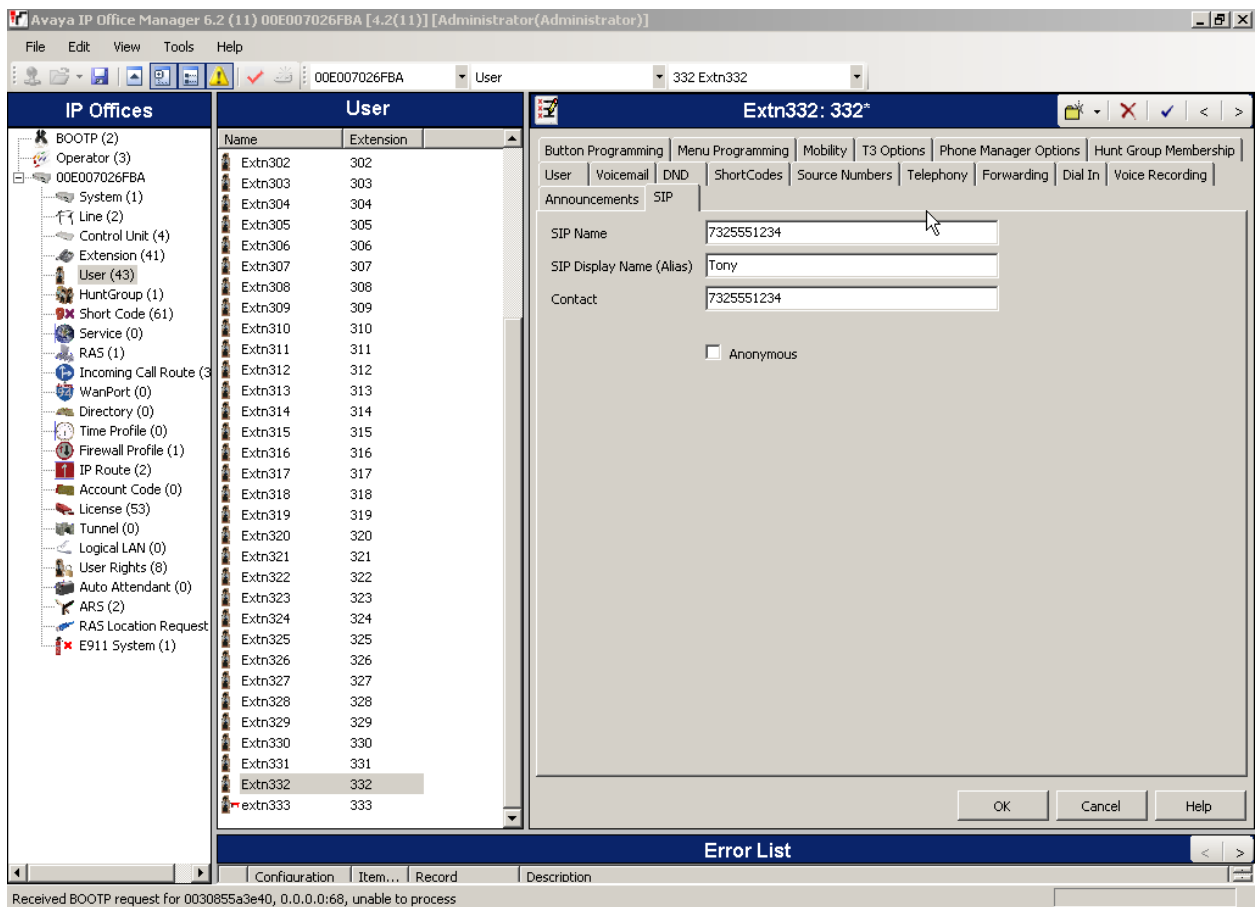 Avaya IP Office Manager 6.2 (11) 00E007026FBA [4.2(11)] [Administrator(Administrator)]
File Edit View Tools Help
00E007026FBA User 332 Extn332
IP Offices
BOOTP (2)
Operator (3)
00E007026FBA
System (1)
Line (2)
Control Unit (4)
Extension (41)
User (43)
HuntGroup (1)
Short Code (61)
Service (0)
RAS (1)
Incoming Call Route (3
WanPort (0)
Directory (0)
Time Profile (0)
Firewall Profile (1)
IP Route (2)
Account Code (0)
License (53)
Tunnel (0)
Logical LAN (0)
User Rights (8)
Auto Attendant (0)
ARS (2)
RAS Location Request
E911 System (1)
User
Name Extension
Extn302 302
Extn303 303
Extn304 304
Extn305 305
Extn306 306
Extn307 307
Extn308 308
Extn309 309
Extn310 310
Extn311 311
Extn312 312
Extn313 313
Extn314 314
Extn315 315
Extn316 316
Extn317 317
Extn318 318
Extn319 319
Extn320 320
Extn321 321
Extn322 322
Extn323 323
Extn324 324
Extn325 325
Extn326 326
Extn327 327
Extn328 328
Extn329 329
Extn330 330
Extn331 331
Extn332 332
extn333 333
Extn332: 332*
Button Programming Menu Programming Mobility T3 Options Phone Manager Options Hunt Group Membership
User Voicemail DND ShortCodes Source Numbers Telephony Forwarding Dial In Voice Recording
Announcements SIP
SIP Name 7325551234
SIP Display Name (Alias) Tony
Contact 7325551234
Anonymous
OK Cancel Help
Error List
Configuration Item... Record Description
Received BOOTP request for 0030855a3e40, 0.0.0.0:68, unable to process